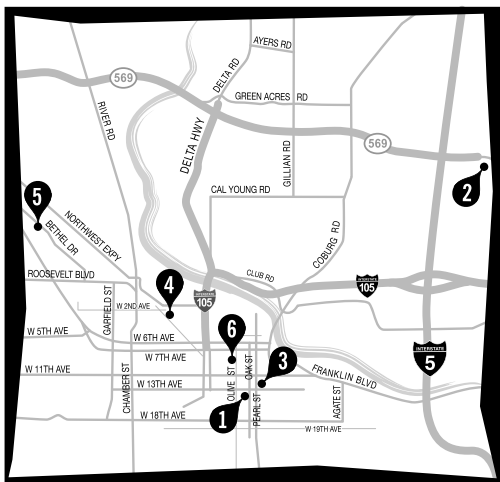 AYERS RD
569
DELTA RD
GREEN ACRES RD
RIVER RD
DELTA HWY
569
GILLIAN RD
2
CAL YOUNG RD
5
NORTHWEST EXPY
BETHEL DR
COBURG RD
ROOSEVELT BLVD
CLUB RD
4
INTERSTATE
105
INTERSTATE
105
GARFIELD ST
W 2ND AVE
W 5TH AVE
W 6TH AVE
6
W 7TH AVE
INTERSTATE
5
W 11TH AVE
OLIVE ST
OAK ST
3
CHAMBER ST
W 13TH AVE
FRANKLIN BLVD
1
PEARL ST
AGATE ST
W 18TH AVE
W 19TH AVE